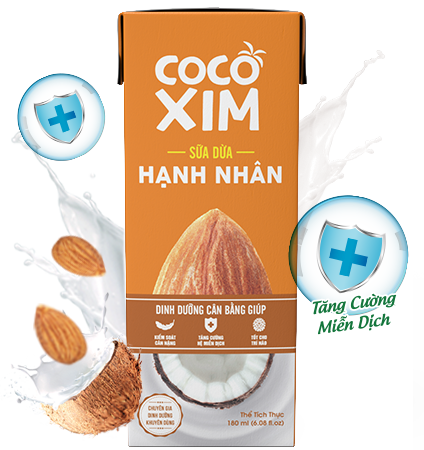 COCO
XIM
SỮA DỪA
HẠNH NHÂN
Tăng Cường
Miễn Dịch
DINH DƯỠNG CÂN BẰNG GIÚP
KIỂM SOÁT
CÂN NẶNG
TĂNG CƯỜNG
HỆ MIỄN DỊCH
TỐT CHO
TRÍ NÃO
CHUYÊN GIA
DINH DƯỠNG
KHUYÊN DÙNG
Thể Tích Thực
180 ml (6.08 fl.oz)